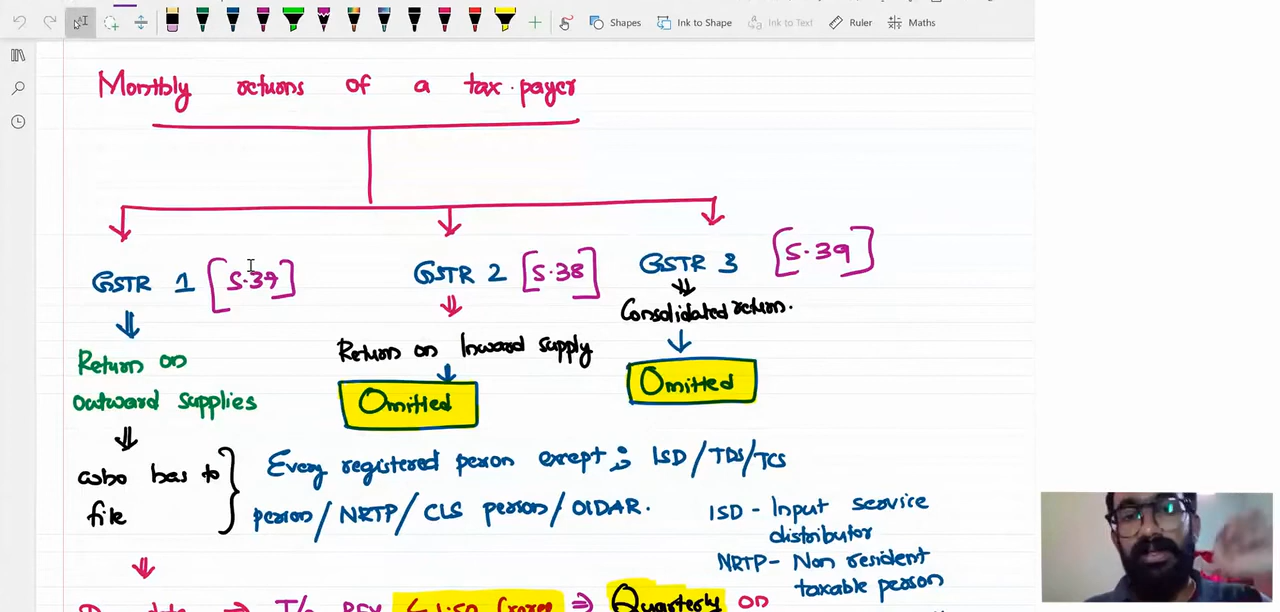 Shapes Ink to Shape Ink to Text Ruler Maths
Monthly returns of a tax payer
GSTR 1 [S.37] GSTR 2 [S.38] GSTR 3 [S.39]
Consolidated return.
Return on Inward supply
Return on
outward supplies
Omitted
Omitted
who has to
file
Every registered person except; ISD/TDS/TCS
person/NRTP/CLS person/OIDAR.
ISD - Input service
distributor
NRTP - Non resident
taxable person
Quarterly on